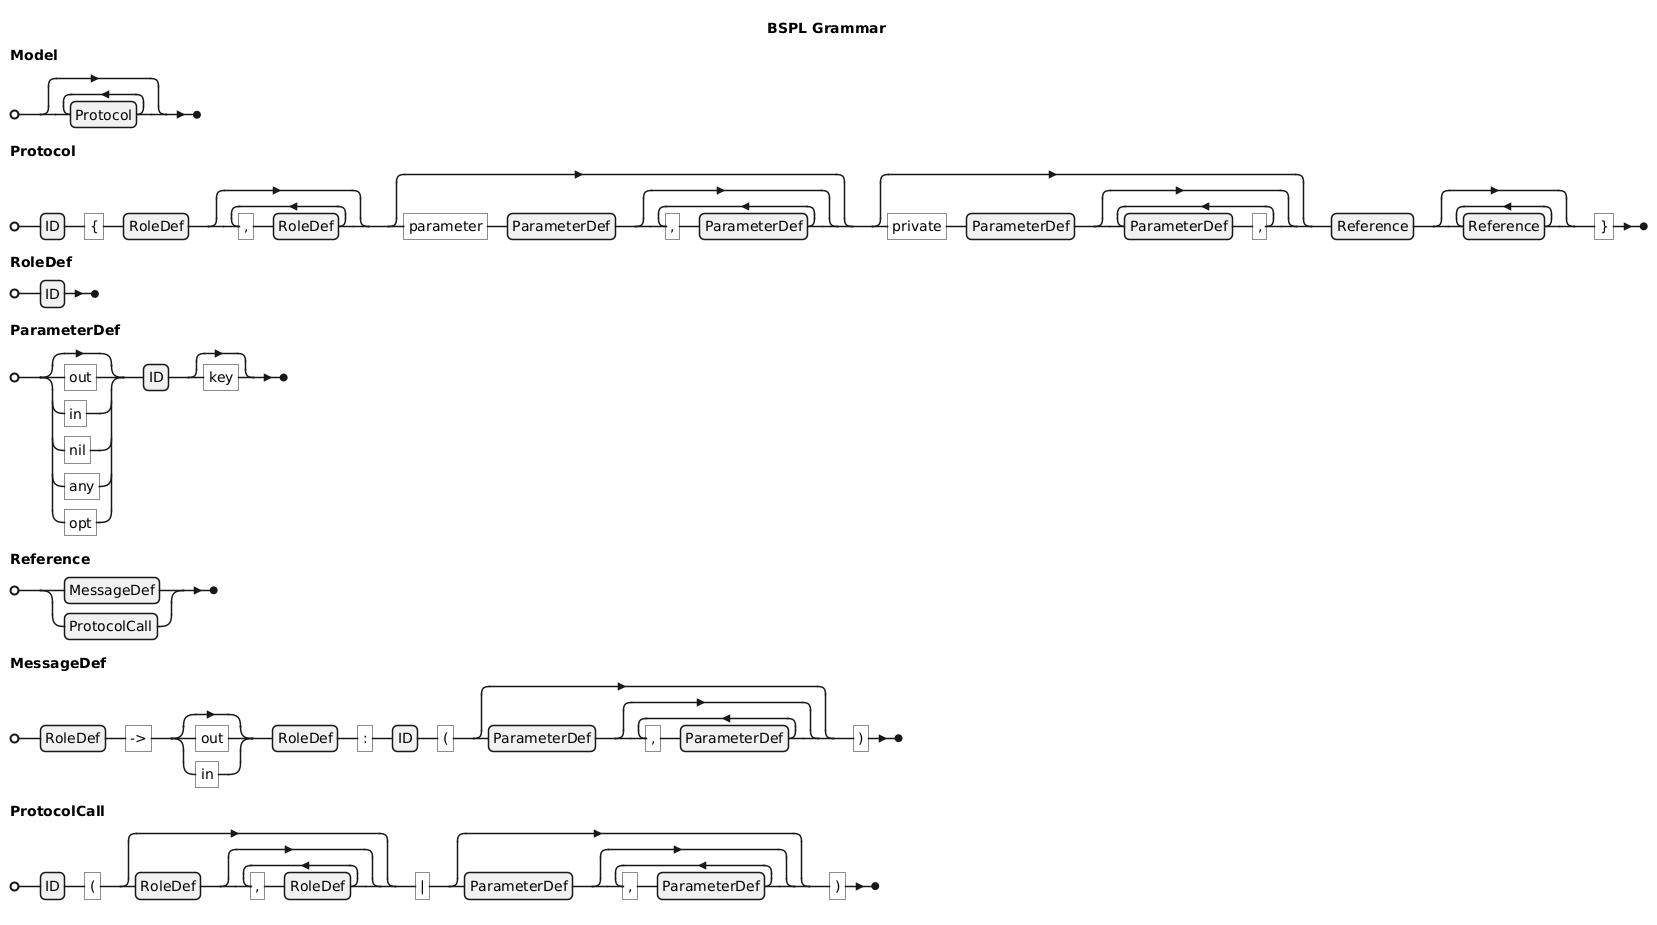 BSPL Grammar
Model
Protocol
Protocol
ID { RoleDef , RoleDef parameter ParameterDef , ParameterDef private ParameterDef ParameterDef , Reference Reference }
RoleDef
ID
ParameterDef
out ID key
in
nil
any
opt
Reference
MessageDef
ProtocolCall
MessageDef
RoleDef -> out RoleDef : ID ( ParameterDef , ParameterDef )
in
ProtocolCall
ID ( RoleDef , RoleDef | ParameterDef , ParameterDef )